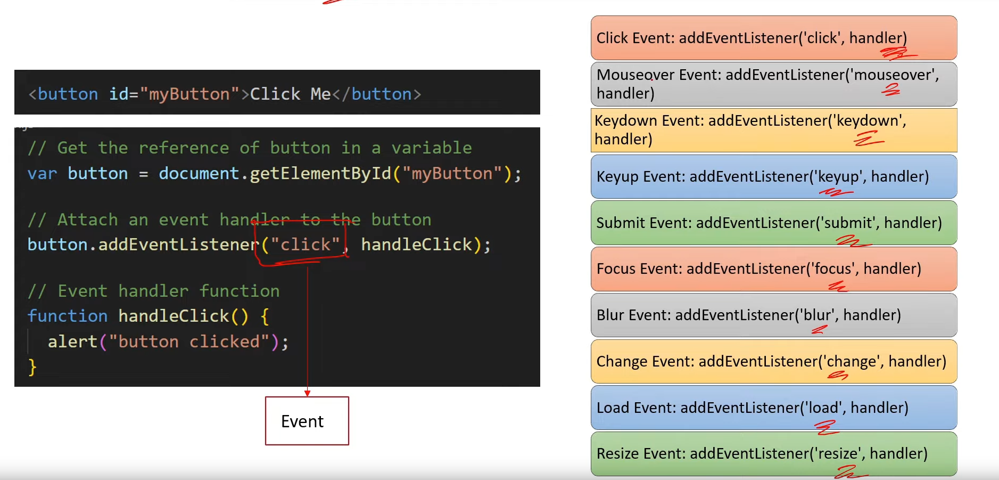 <button id="myButton">Click Me</button>
// Get the reference of button in a variable
var button = document.getElementById("myButton");
// Attach an event handler to the button
button.addEventListener("click", handleClick);
// Event handler function
function handleClick() {
  alert("button clicked");
}
Event
Click Event: addEventListener('click', handler)
Mouseover Event: addEventListener('mouseover',
handler)
Keydown Event: addEventListener('keydown',
handler)
Keyup Event: addEventListener('keyup', handler)
Submit Event: addEventListener('submit', handler)
Focus Event: addEventListener('focus', handler)
Blur Event: addEventListener('blur', handler)
Change Event: addEventListener('change', handler)
Load Event: addEventListener('load', handler)
Resize Event: addEventListener('resize', handler)